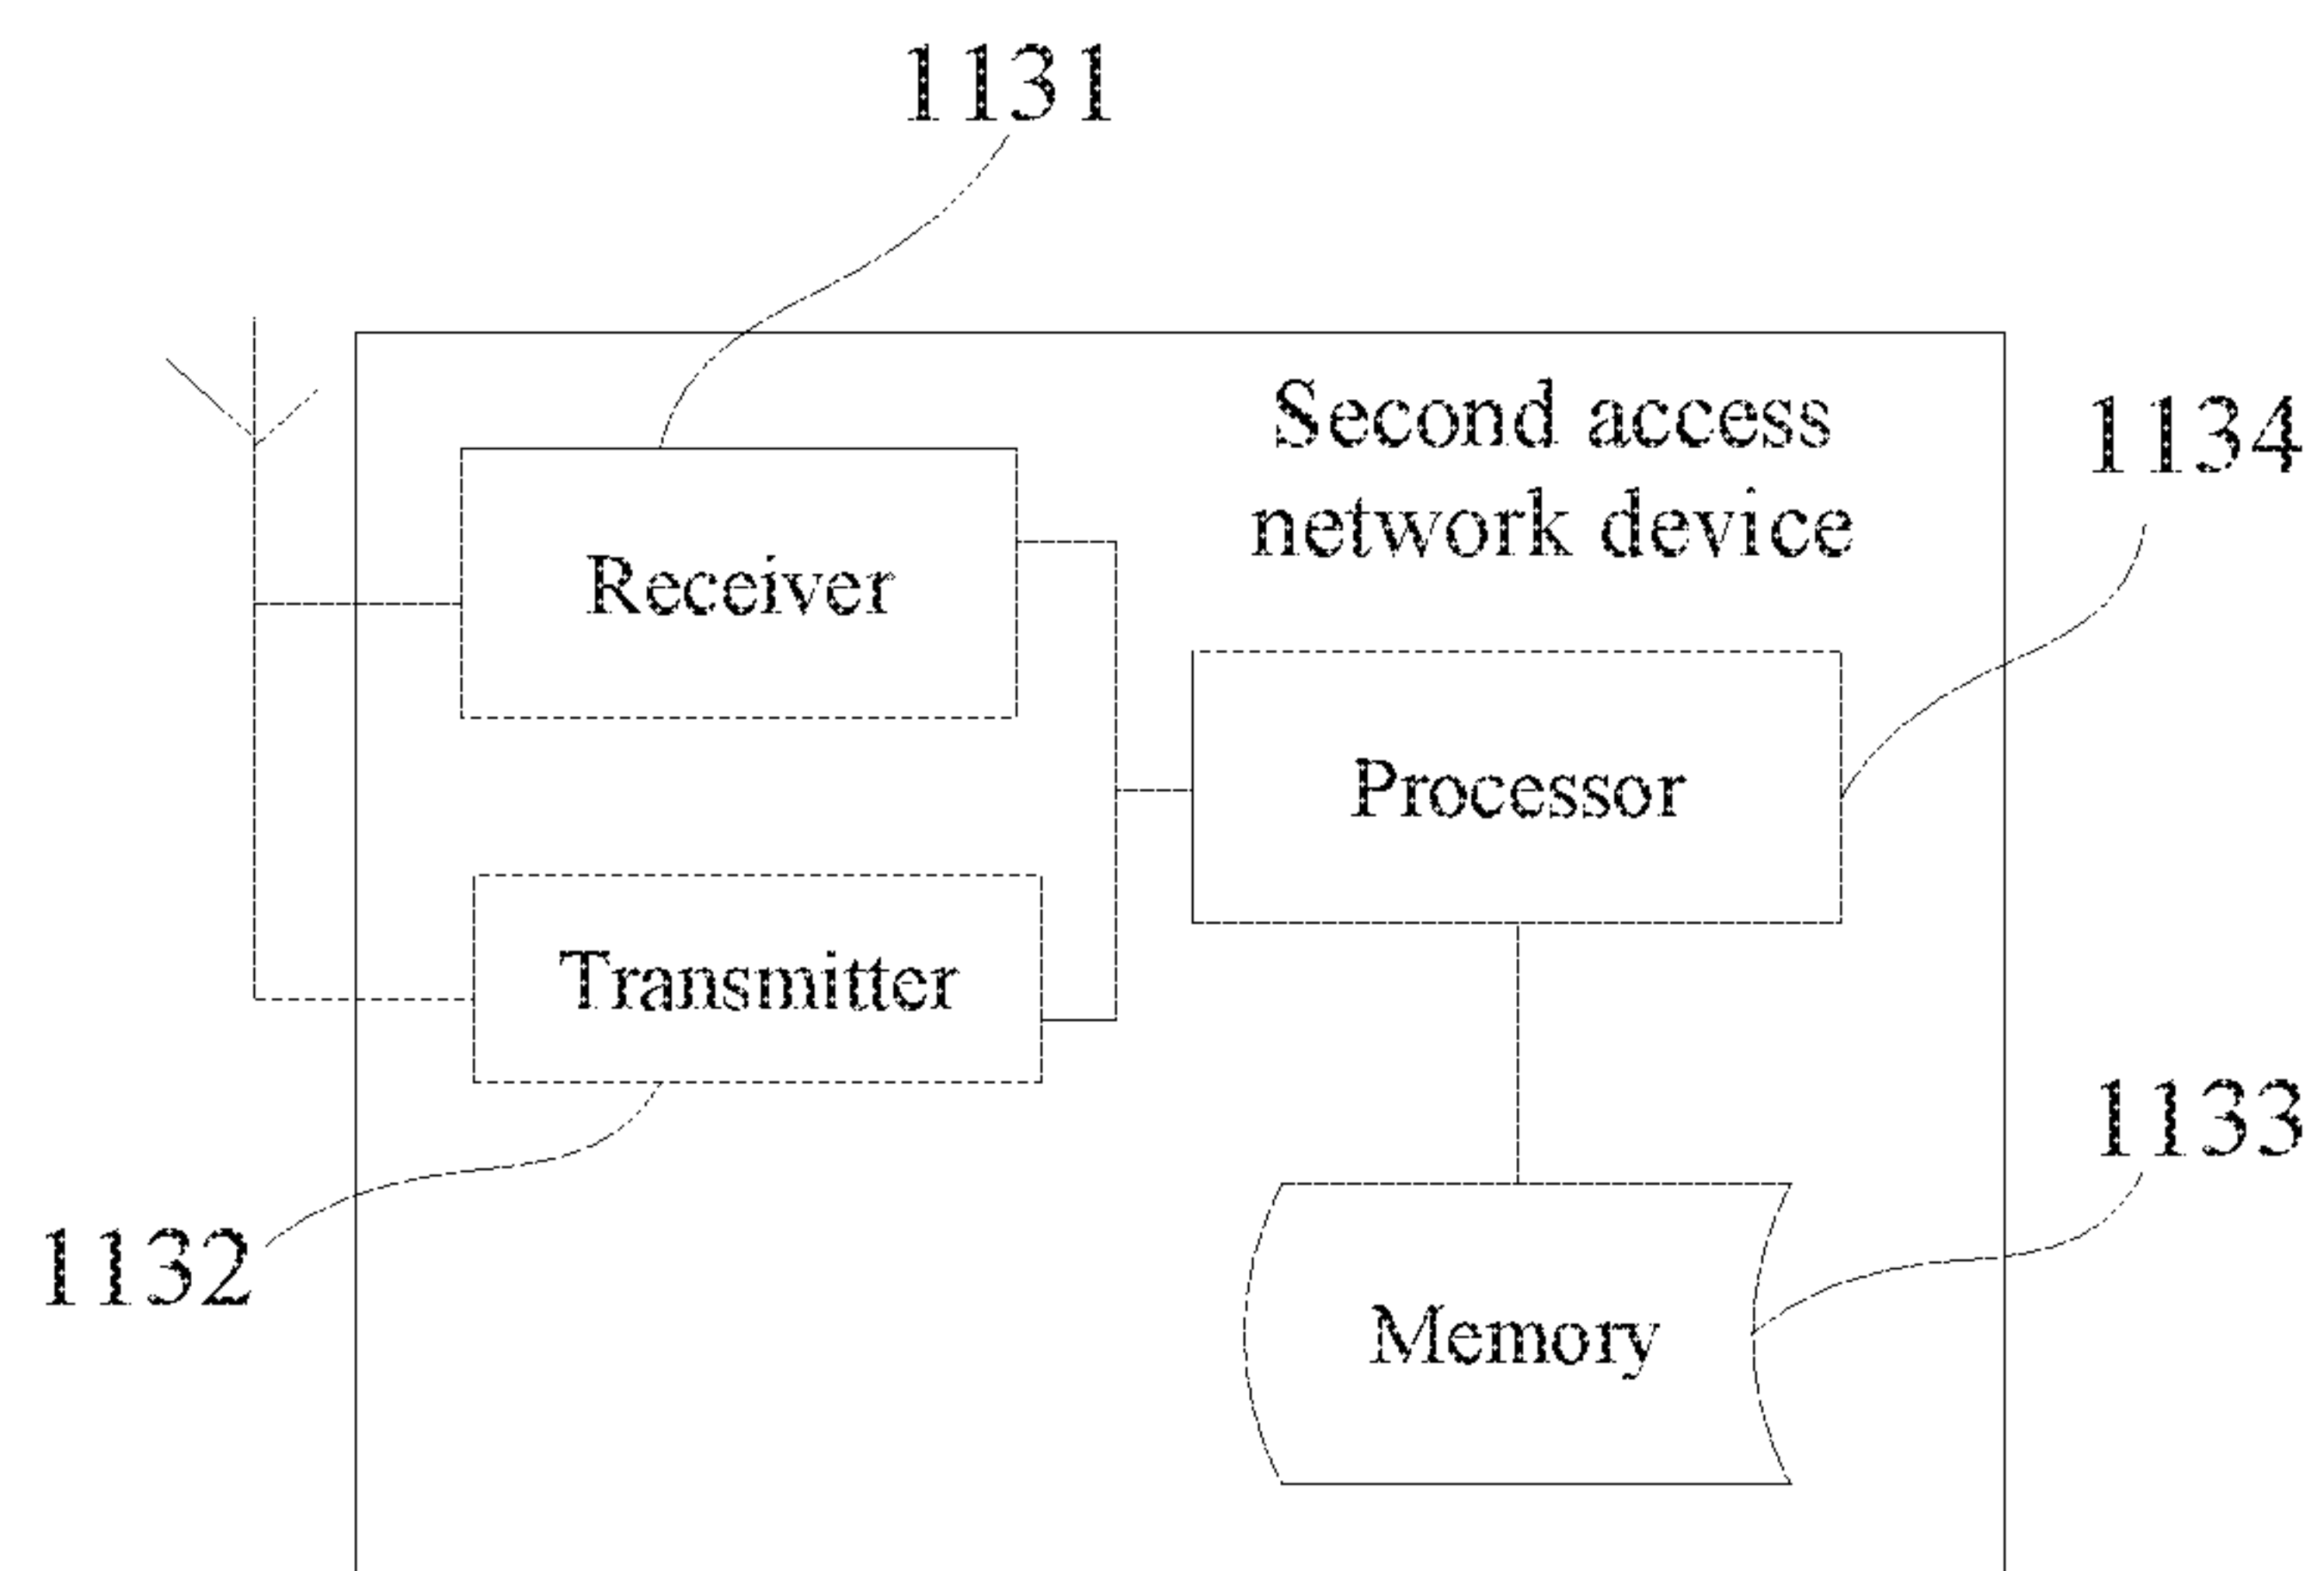 1131
Second access
network device
1134
Receiver
Processor
Transmitter
1133
1132
Memory